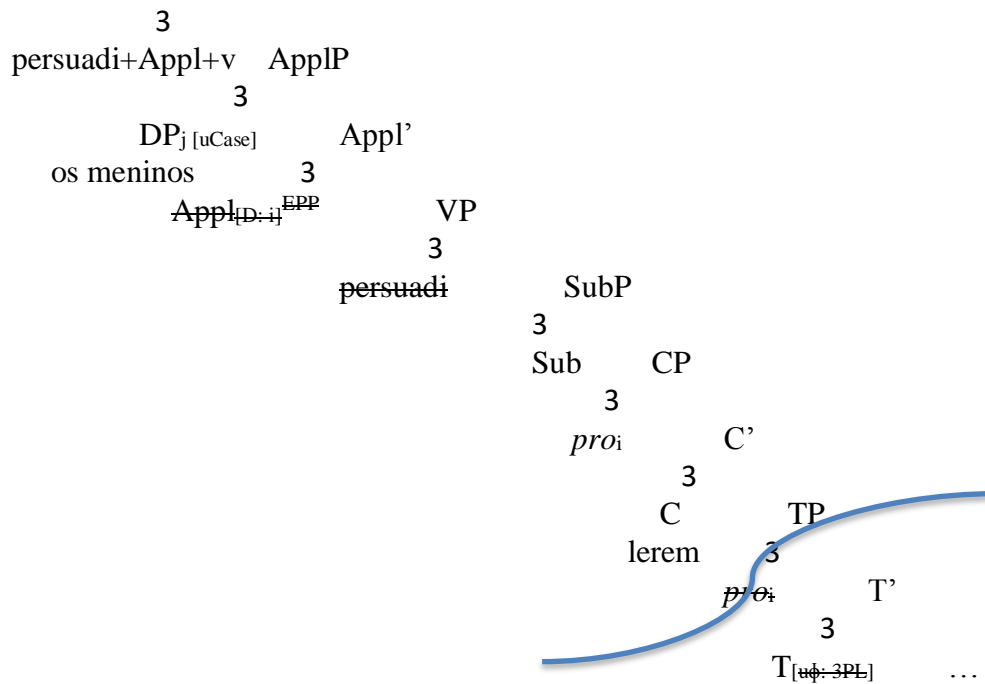 3
persuadi+Appl+v ApplP
3
DPj [uCase] Appl’
os meninos 3
Appl[D: i]EPP VP
3
persuadi SubP
3
Sub CP
3
proi C’
3
C TP
lerem 3
proi T’
3
T[uϕ: 3PL] …